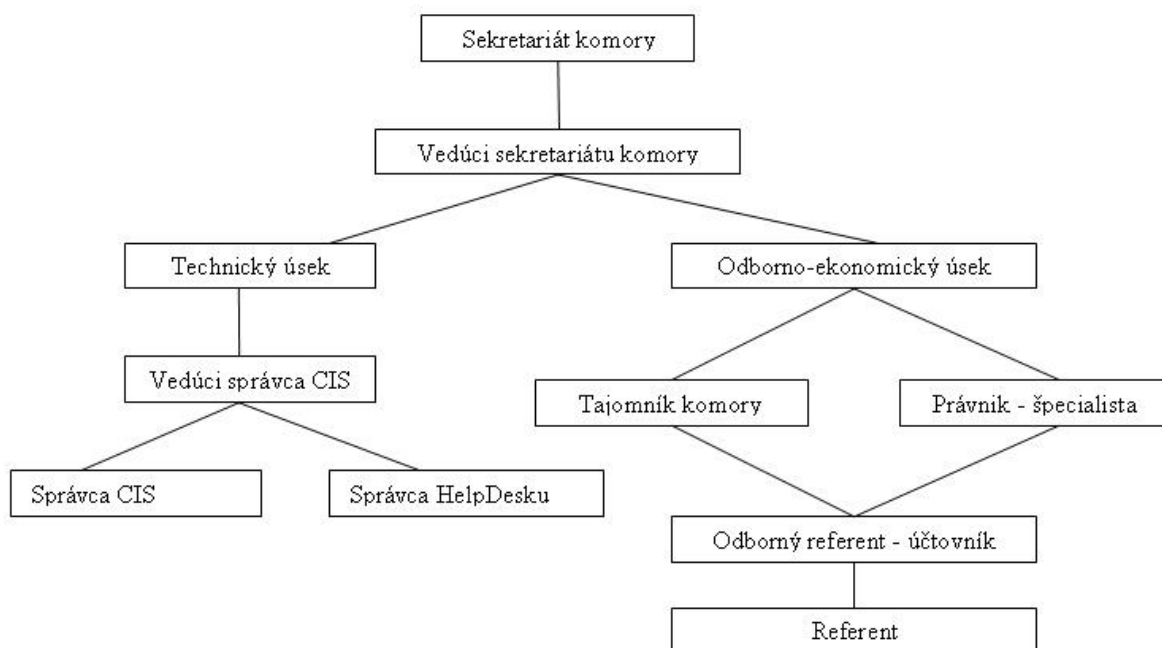 Sekretariát komory
Vedúci sekretariátu komory
Technický úsek
Odborno-ekonomický úsek
Vedúci správca CIS
Tajomník komory
Právnik - špecialista
Správca CIS
Správca HelpDesku
Odborný referent - účtovník
Referent